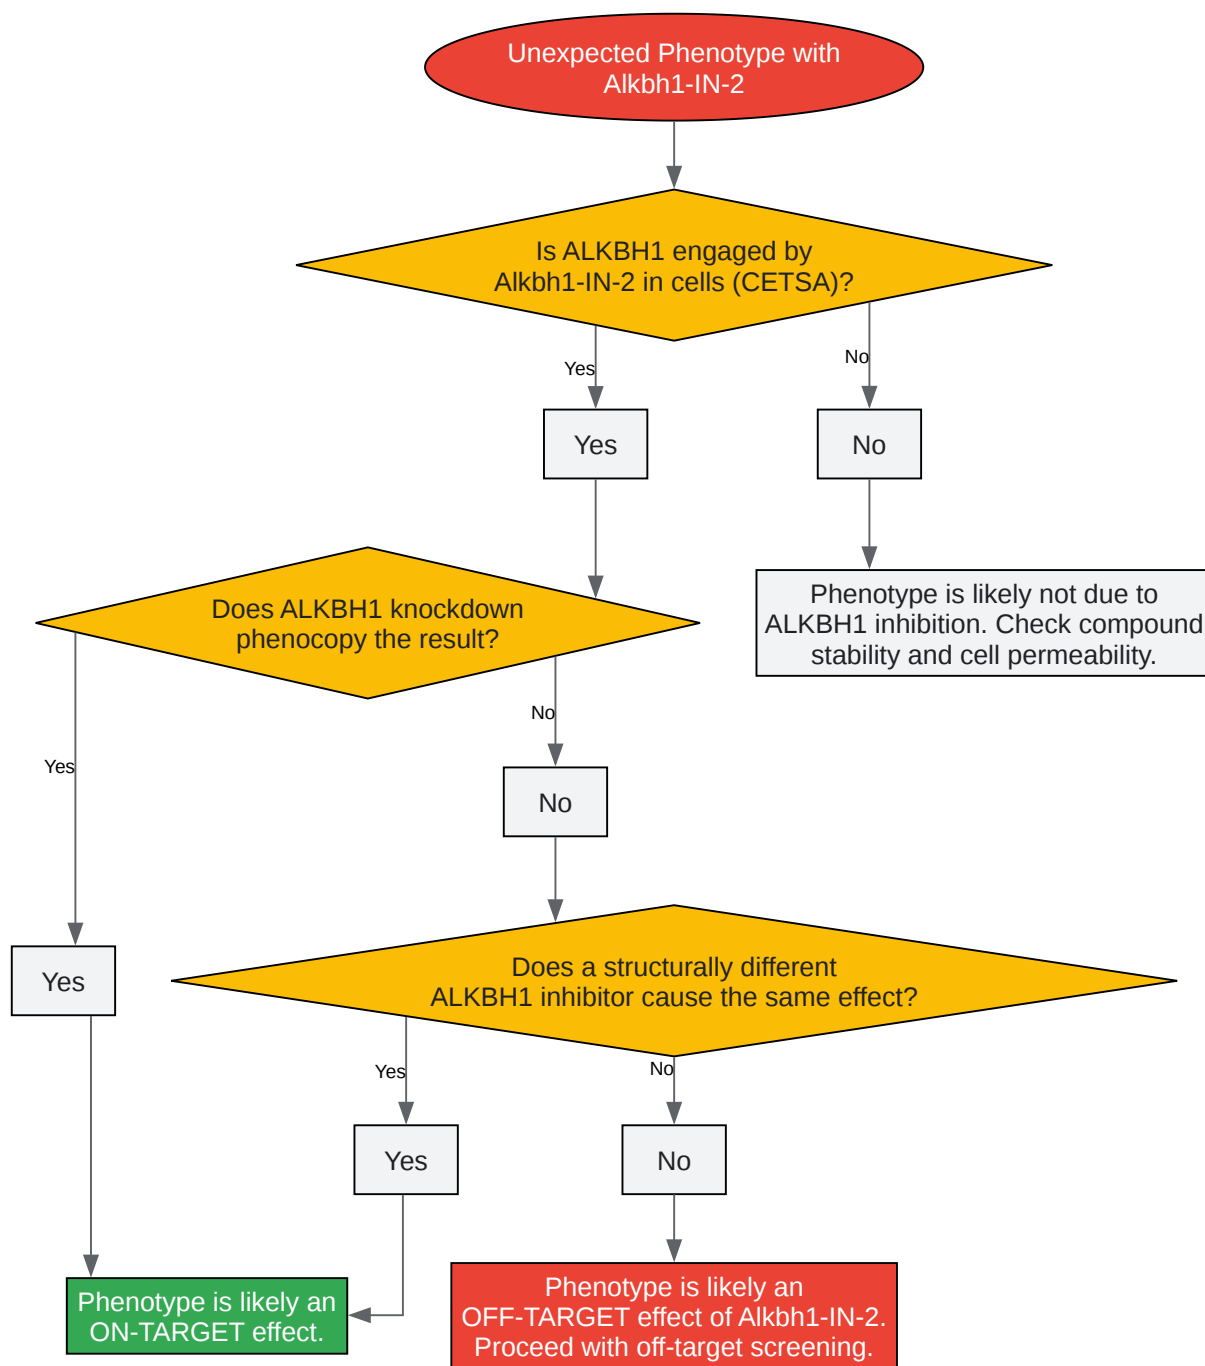 Unexpected Phenotype with
Alkbh1-IN-2
Is ALKBH1 engaged by
Alkbh1-IN-2 in cells (CETSA)?
Yes
No
Yes
No
Does ALKBH1 knockdown
phenocopy the result?
Phenotype is likely not due to
ALKBH1 inhibition. Check compound
stability and cell permeability.
Yes
No
No
Yes
Does a structurally different
ALKBH1 inhibitor cause the same effect?
Yes
No
Yes
No
Phenotype is likely an
ON-TARGET effect.
Phenotype is likely an
OFF-TARGET effect of Alkbh1-IN-2.
Proceed with off-target screening.